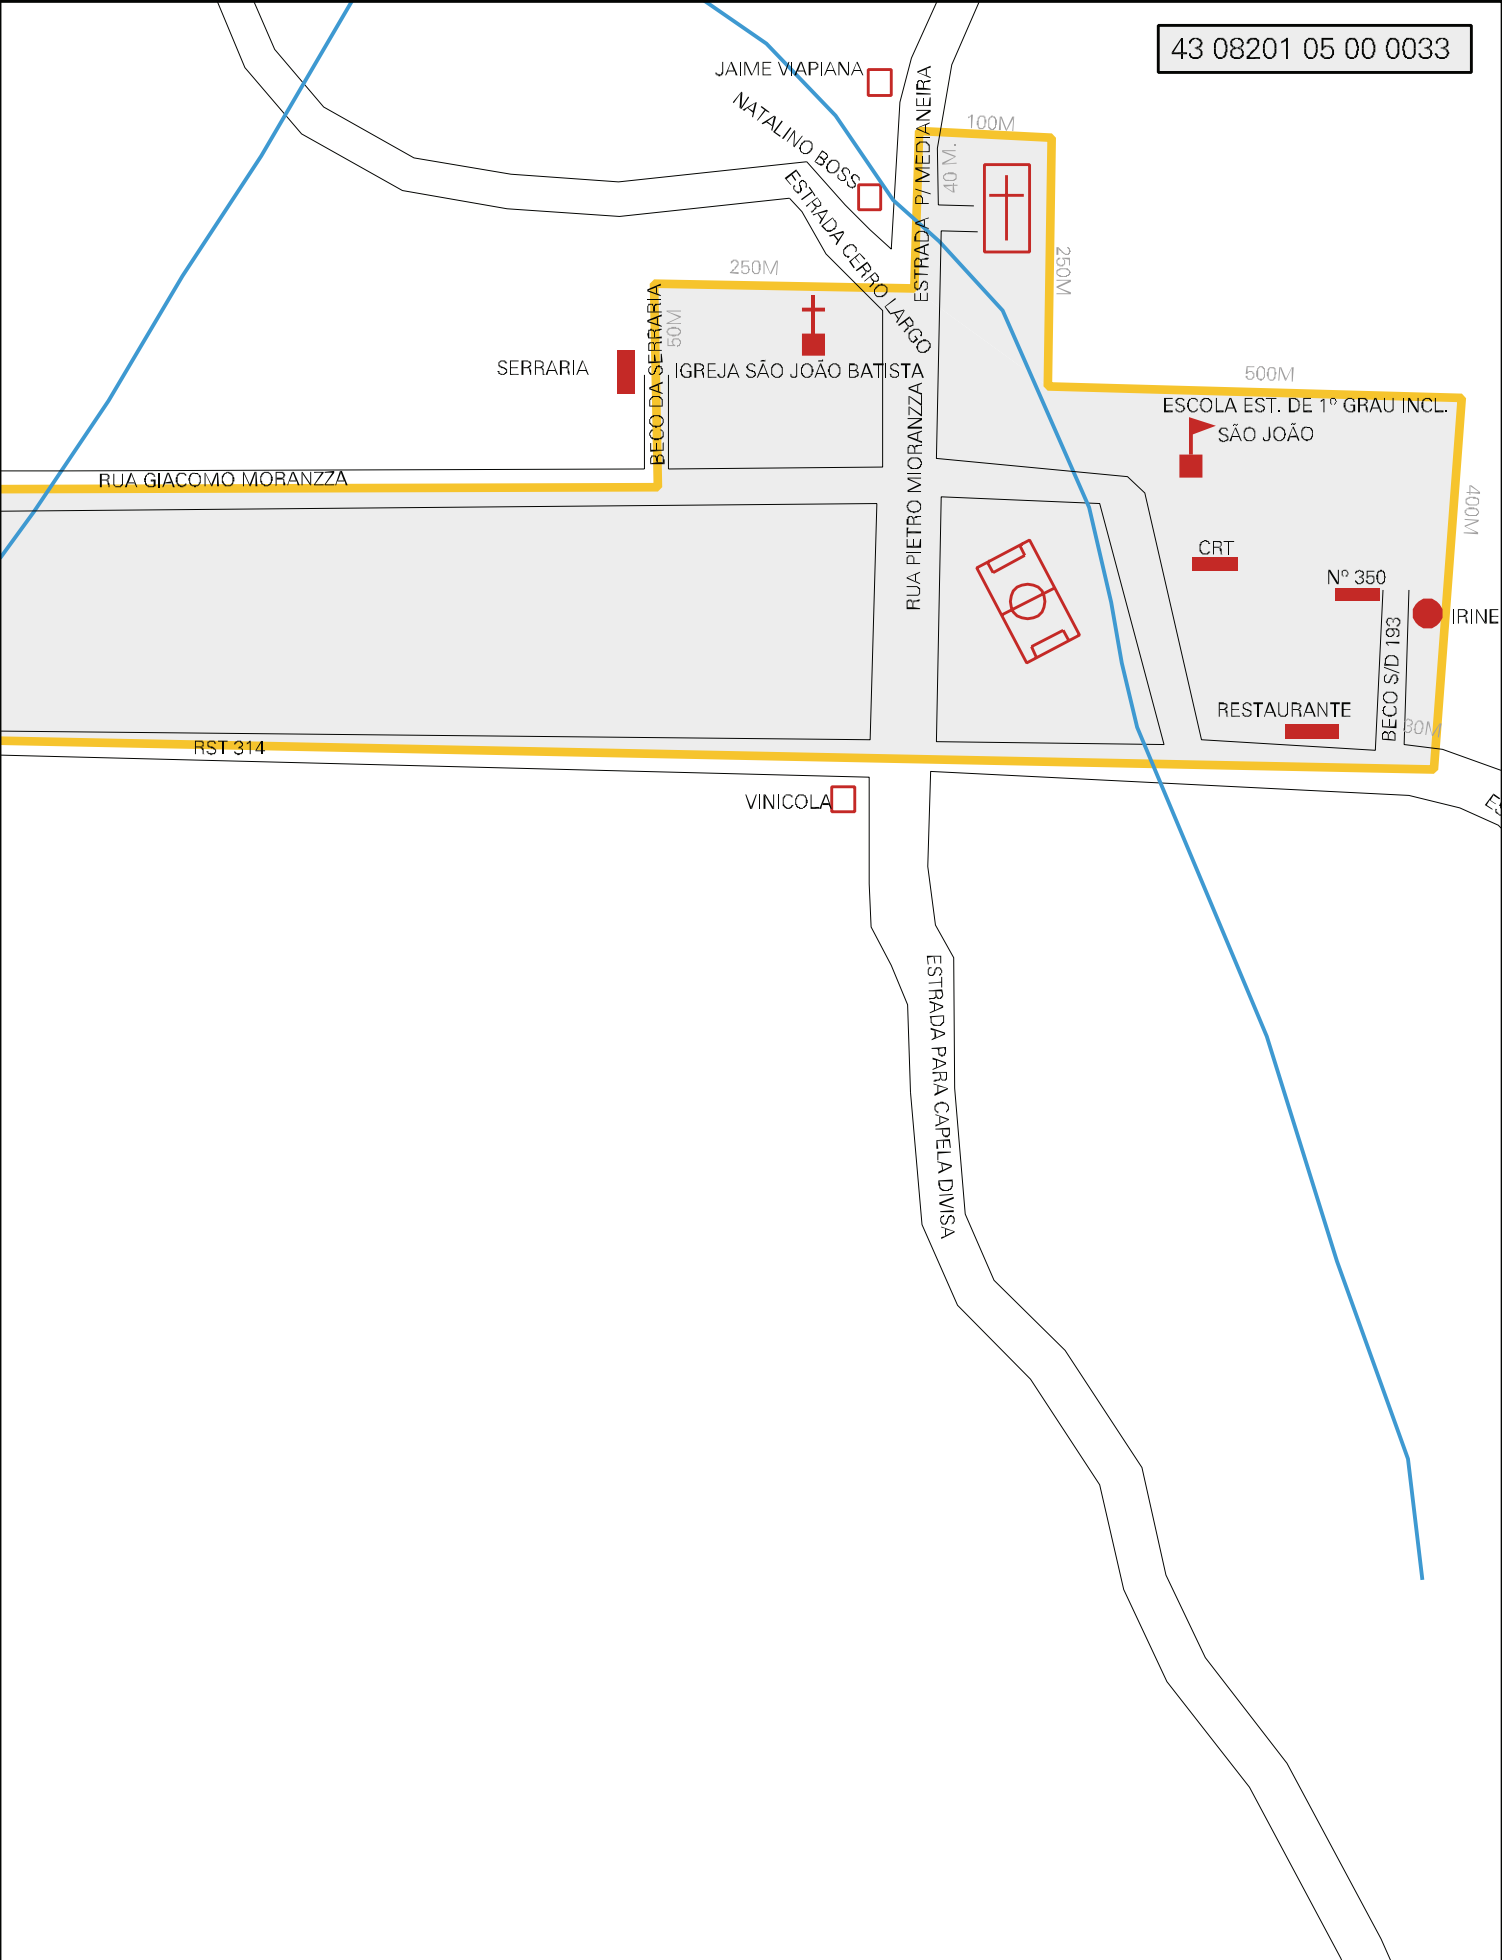 43 08201 05 00 0033
JAIME VIAPIANA
NATALINO BOSS
ESTRADA P/ MEDIANEIRA
100M
40 M.
ESTRADA CERRO LARGO
250M
250M
BECO DA SERRARIA
50M
SERRARIA
IGREJA SÃO JOÃO BATISTA
500M
ESCOLA EST. DE 1º GRAU INCL.
SÃO JOÃO
RUA GIACOMO MORANZZA
RUA PIETRO MORANZZA
400M
CRT
Nº 350
IRINE
BECO S/D 193
RESTAURANTE
30M
RST 314
VINICOLA
ES
ESTRADA PARA CAPELA DIVISA